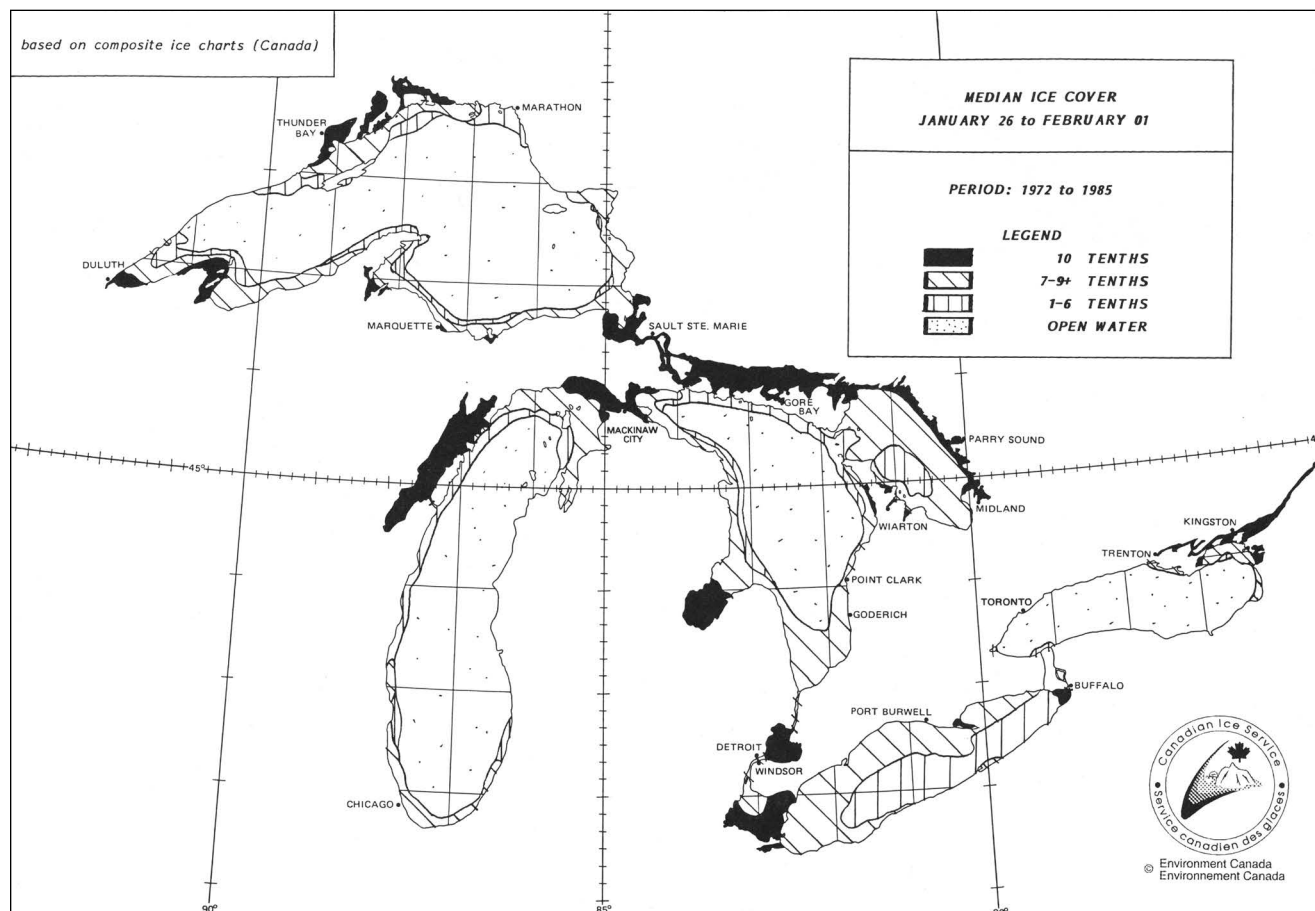 based on composite ice charts (Canada)
MEDIAN ICE COVER
JANUARY 26 to FEBRUARY 01
PERIOD: 1972 to 1985
LEGEND
10 TENTHS
7-9+ TENTHS
1-6 TENTHS
OPEN WATER
MARATHON
THUNDER
BAY
DULUTH
MARQUETTE
SAULT STE. MARIE
GORE
BAY
MACKINAW
CITY
PARRY SOUND
45°
MIDLAND
WIARTON
KINGSTON
TRENTON
POINT CLARK
TORONTO
GODERICH
BUFFALO
PORT BURWELL
DETROIT
WINDSOR
CHICAGO
Canadian Ice Service
Service canadien des glaces
© Environment Canada
Environnement Canada
90°
85°